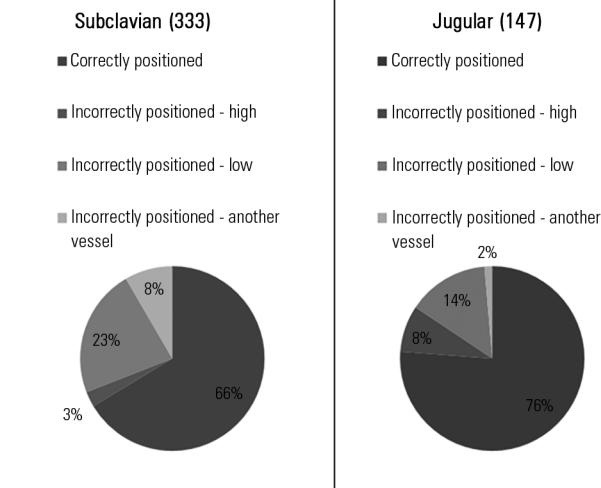 Subclavian (333)
Correctly positioned
Incorrectly positioned - high
Incorrectly positioned - low
Incorrectly positioned - another
vessel
8%
23%
3%
66%
Jugular (147)
Correctly positioned
Incorrectly positioned - high
Incorrectly positioned - low
Incorrectly positioned - another
vessel
2%
14%
8%
76%